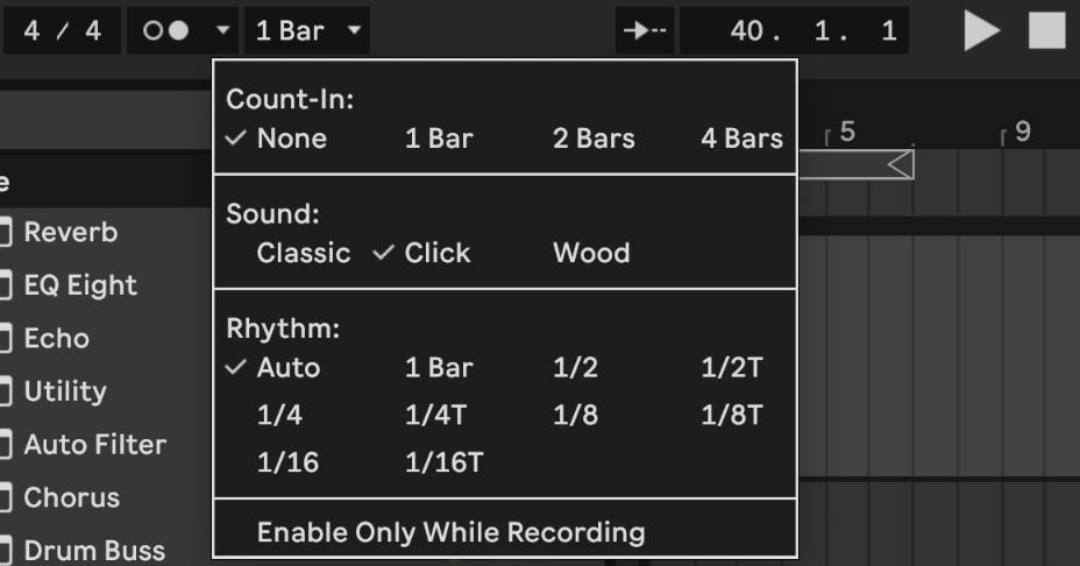 4 / 4 1 Bar 40. 1. 1
Count-In:
None 1 Bar 2 Bars 4 Bars
5 9
Sound:
Classic Click Wood
Rhythm:
Auto 1 Bar 1/2 1/2T
1/4 1/4T 1/8 1/8T
1/16 1/16T
Enable Only While Recording
e
Reverb
EQ Eight
Echo
Utility
Auto Filter
Chorus
Drum Buss